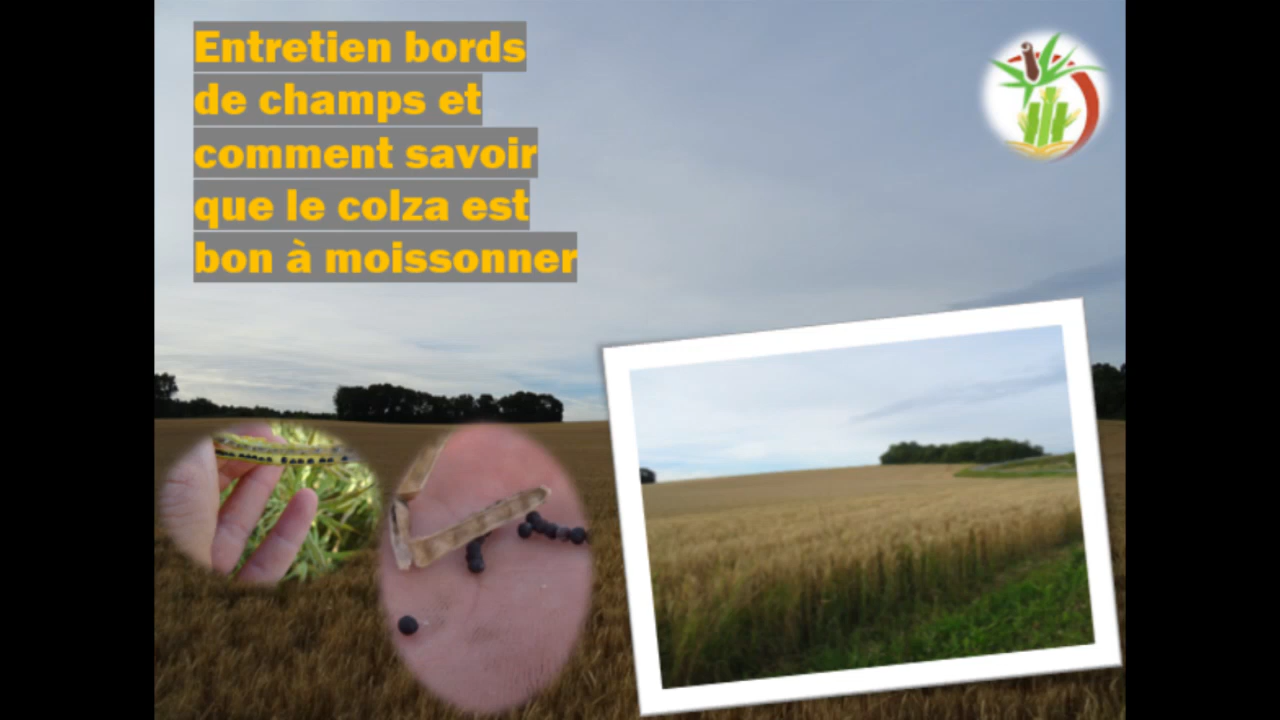 Entretien bords
de champs et
comment savoir
que le colza est
bon à moissonner